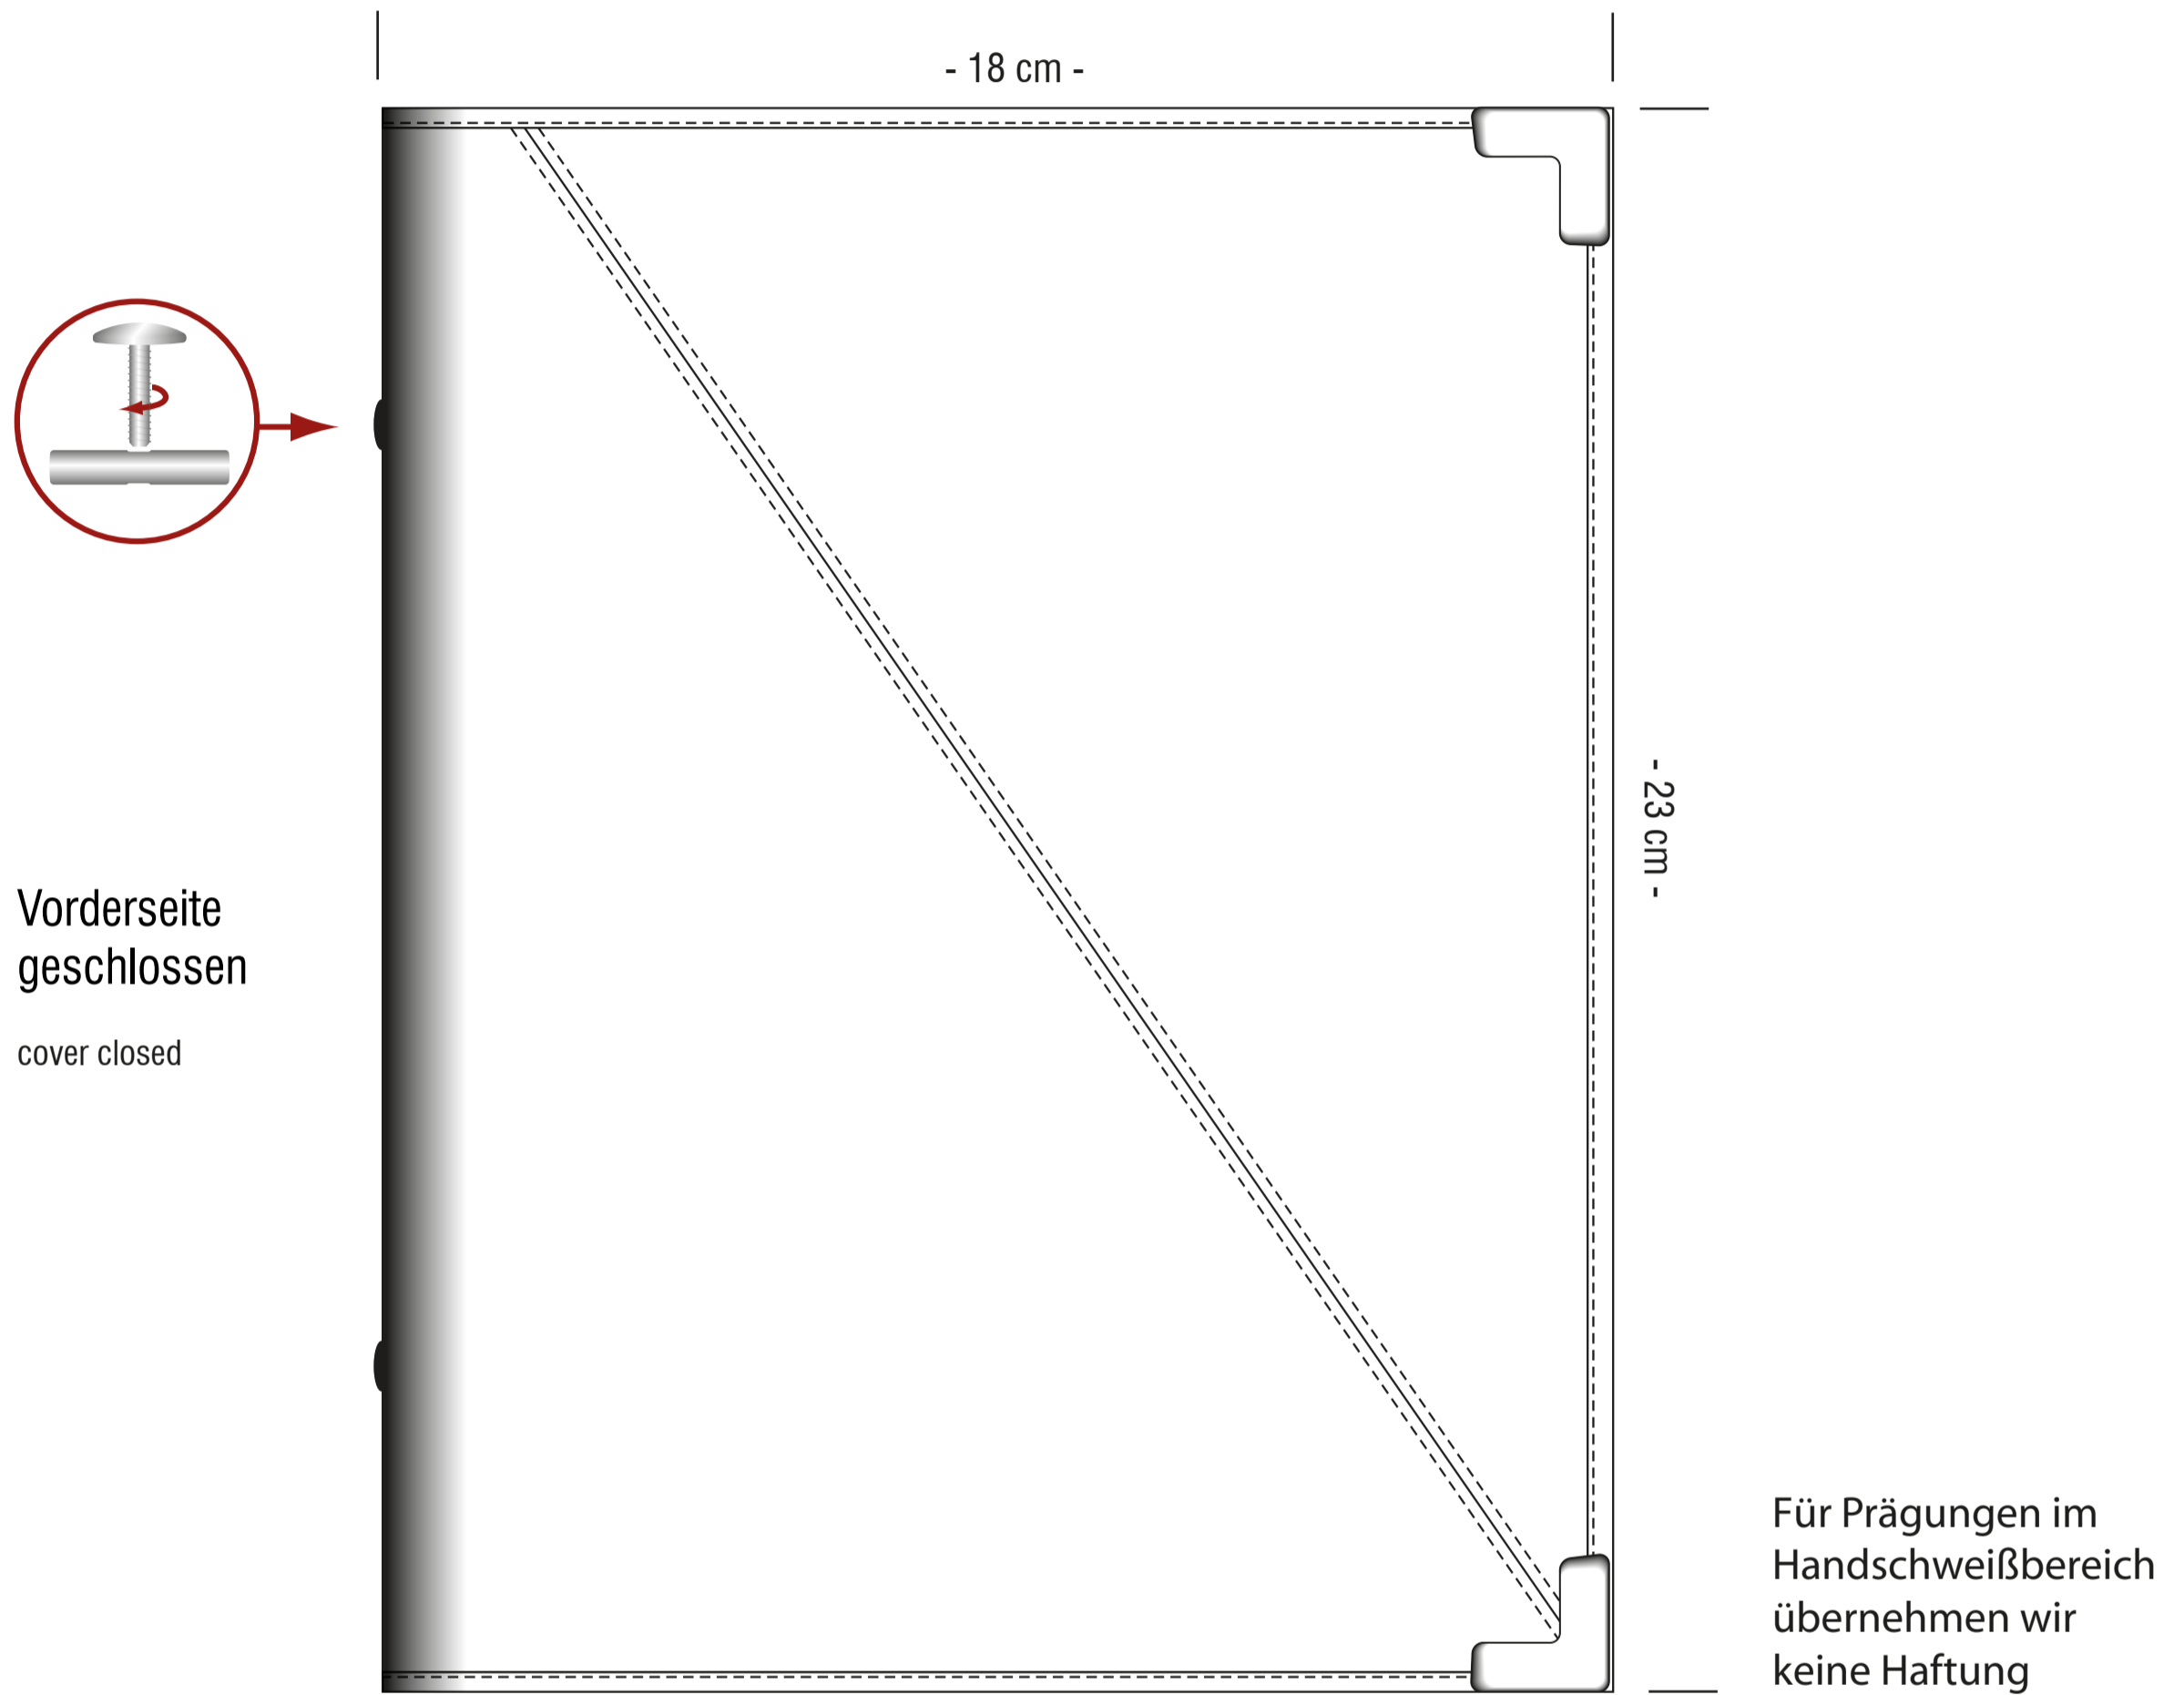 - 18 cm -
- 23 cm -
Vorderseite
geschlossen
cover closed
Für Prägungen im
Handschweißbereich
übernehmen wir
keine Haftung